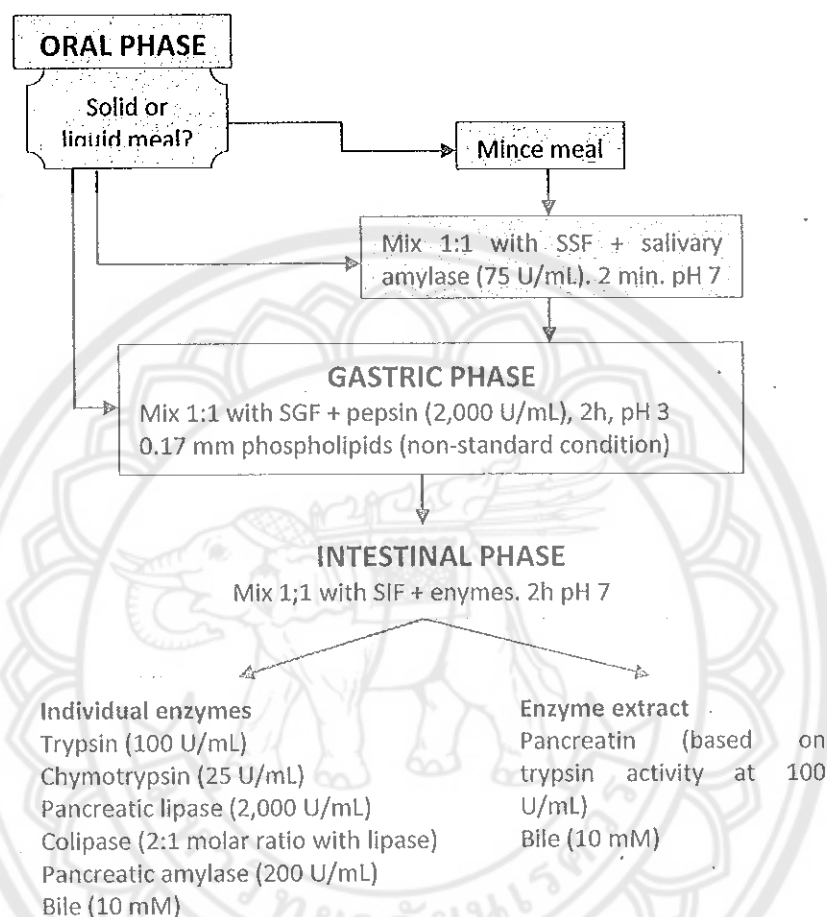 ORAL PHASE
Solid or
liquid meal?
Mince meal
Mix 1:1 with SSF + salivary
amylase (75 U/mL). 2 min. pH 7
GASTRIC PHASE
Mix 1:1 with SGF + pepsin (2,000 U/mL), 2h, pH 3
0.17 mm phospholipids (non-standard condition)
INTESTINAL PHASE
Mix 1;1 with SIF + enymes. 2h pH 7
Individual enzymes
Trypsin (100 U/mL)
Chymotrypsin (25 U/mL)
Pancreatic lipase (2,000 U/mL)
Colipase (2:1 molar ratio with lipase)
Pancreatic amylase (200 U/mL)
Bile (10 mM)
Enzyme extract
Pancreatin (based on
trypsin activity at 100
U/mL)
Bile (10 mM)